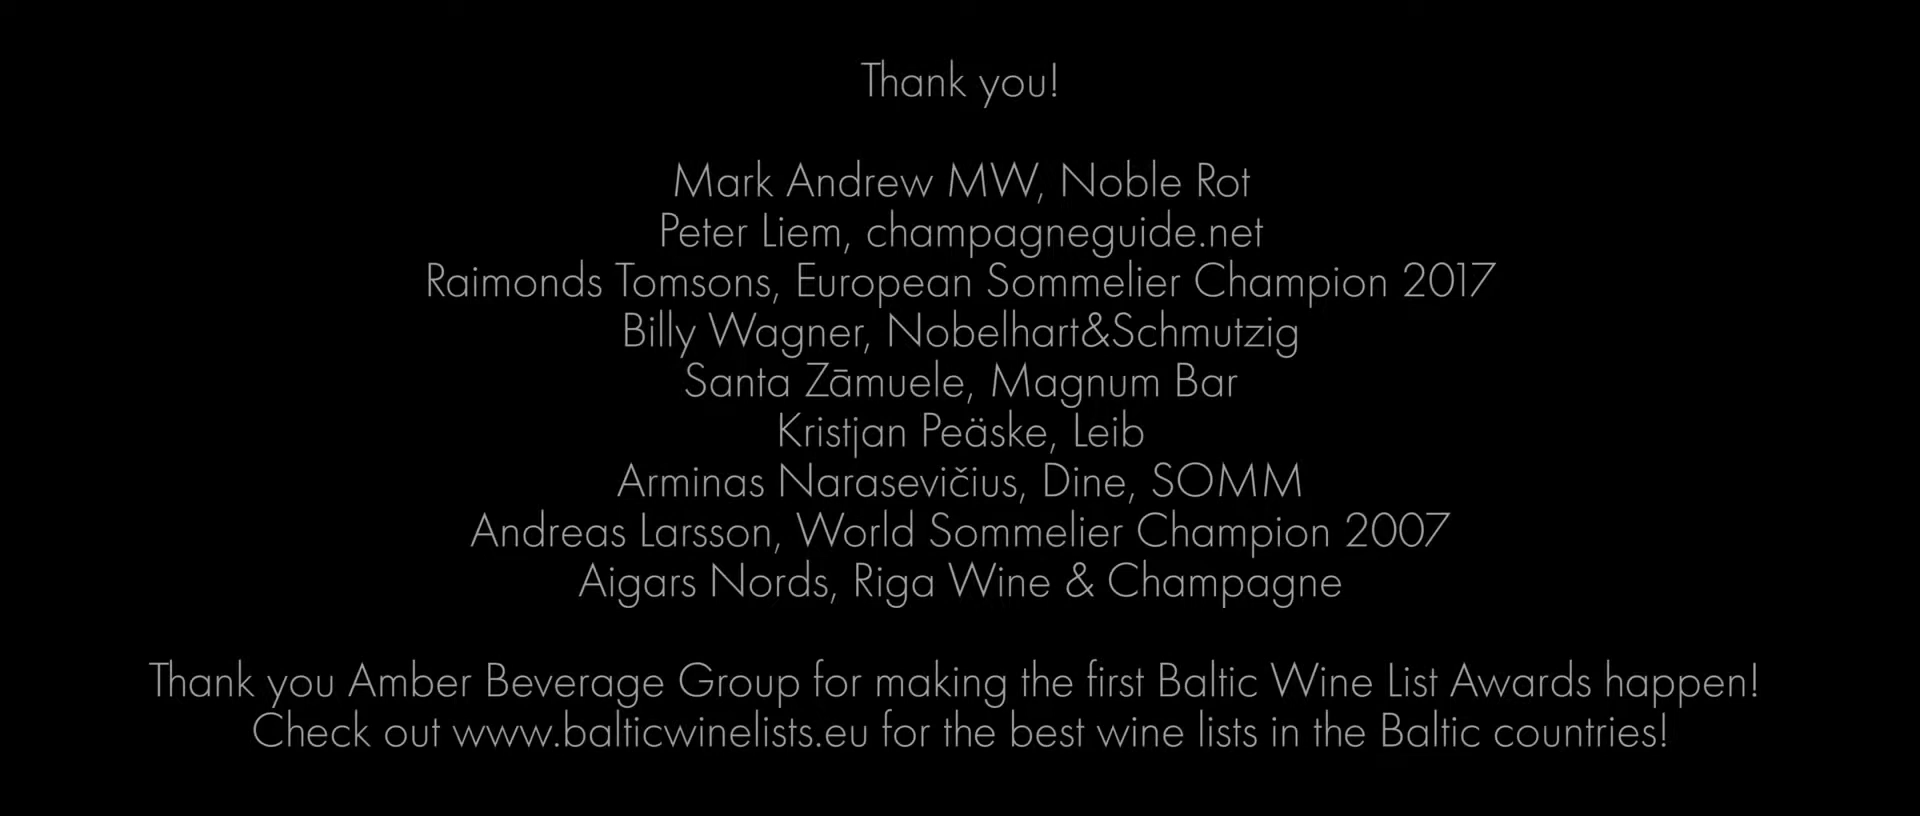 Thank you!
Mark Andrew MW, Noble Rot
Peter Liem, champagneguide.net
Raimonds Tomsons, European Sommelier Champion 2017
Billy Wagner, Nobelhart&Schmutzig
Santa Zāmuele, Magnum Bar
Kristjan Peäske, Leib
Arminas Narasevičius, Dine, SOMM
Andreas Larsson, World Sommelier Champion 2007
Aigars Nords, Riga Wine & Champagne
Thank you Amber Beverage Group for making the first Baltic Wine List Awards happen!
Check out www.balticwinelists.eu for the best wine lists in the Baltic countries!